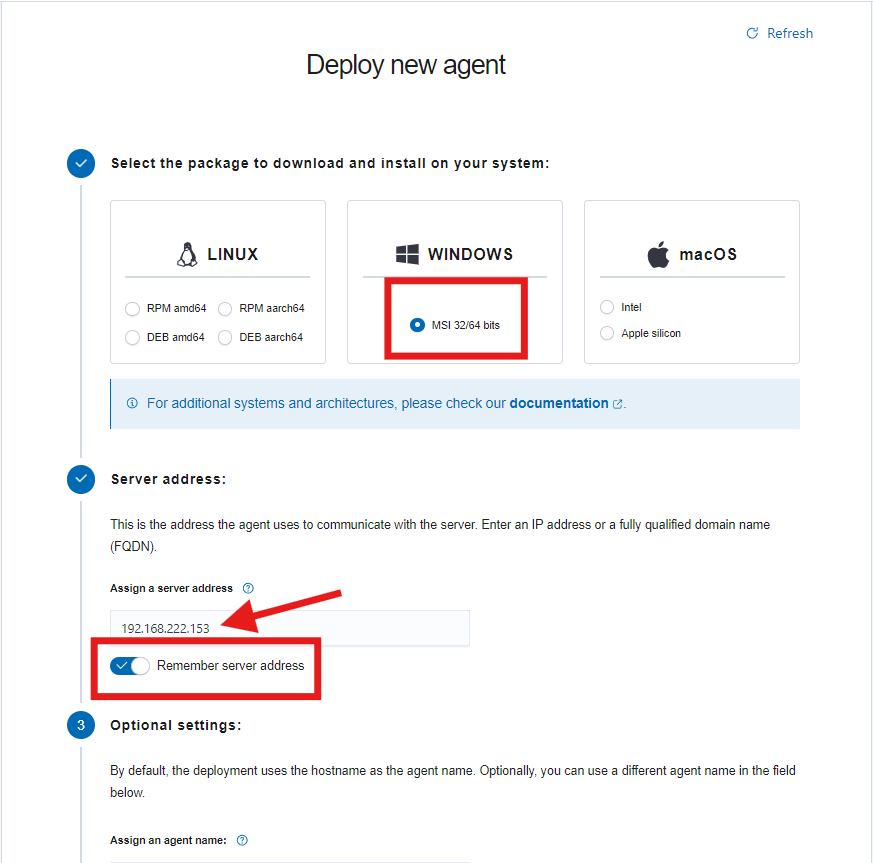 Refresh
Deploy new agent
Select the package to download and install on your system:
LINUX
RPM amd64 RPM aarch64
DEB amd64 DEB aarch64
WINDOWS
MSI 32/64 bits
macOS
Intel
Apple silicon
For additional systems and architectures, please check our documentation .
Server address:
This is the address the agent uses to communicate with the server. Enter an IP address or a fully qualified domain name
(FQDN).
Assign a server address ?
192.168.222.153
Remember server address
3 Optional settings:
By default, the deployment uses the hostname as the agent name. Optionally, you can use a different agent name in the field
below.
Assign an agent name: ?